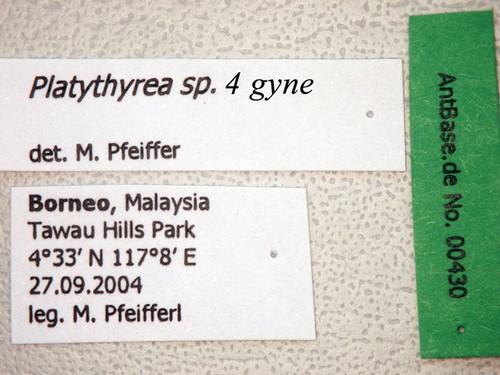 Platythyrea sp. 4 gyne
det. M. Pfeiffer
Borneo, Malaysia
Tawau Hills Park
4°33’ N 117°8’ E
27.09.2004
leg. M. Pfeifferl
AntBase.de No. 00430